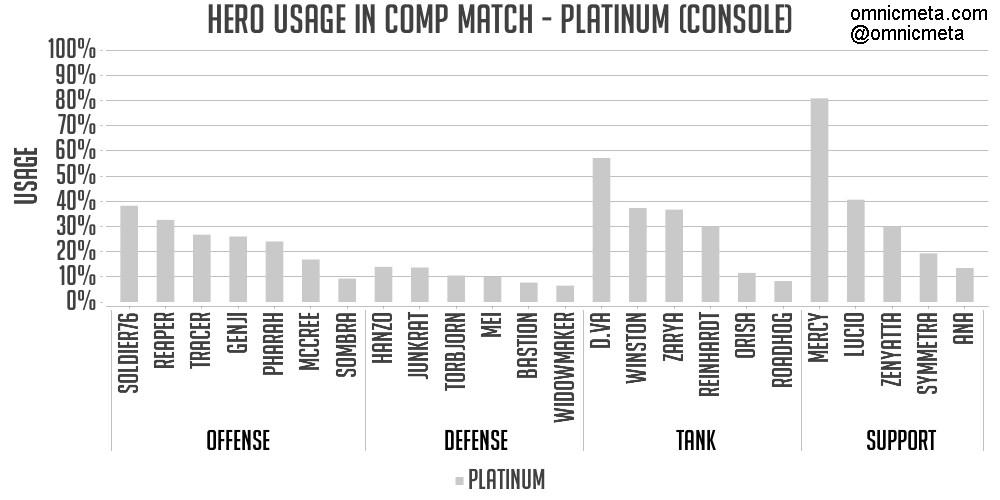 HERO USAGE IN COMP MATCH - PLATINUM (CONSOLE)
omnicmeta.com
@omnicmeta
USAGE
100%
90%
80%
70%
60%
50%
40%
30%
20%
10%
0%
SOLDIER76
REAPER
TRACER
GENJI
PHARAH
MCCREE
SOMBRA
HANZO
JUNKRAT
TORBJORN
MEI
BASTION
WIDOWMAKER
D.VA
WINSTON
ZARYA
REINHARDT
ORISA
ROADHOG
MERCY
LUCIO
ZENYATTA
SYMMETRA
ANA
OFFENSE
DEFENSE
TANK
SUPPORT
PLATINUM